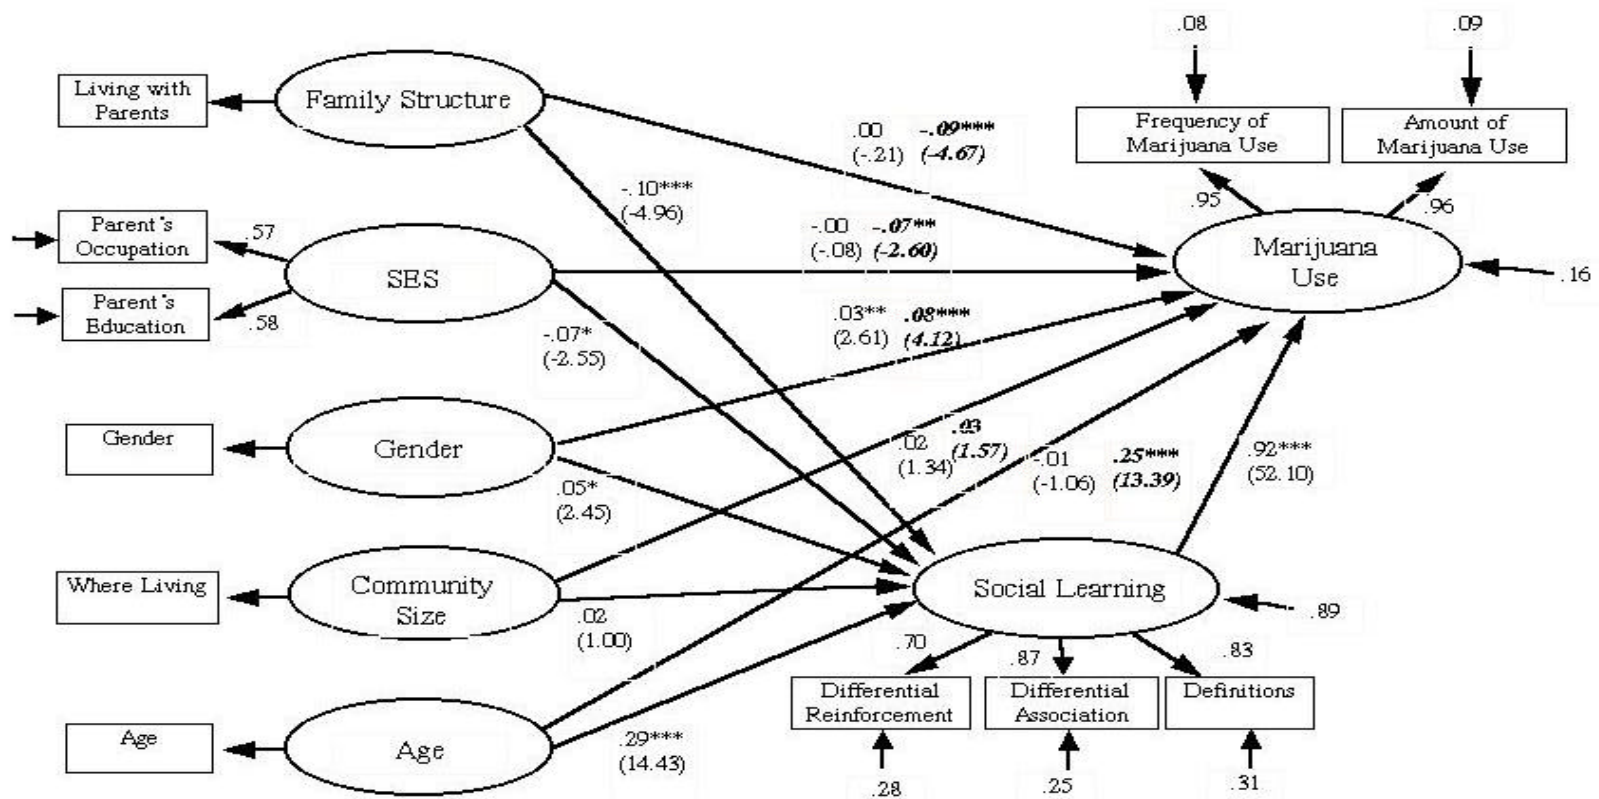 .08
.09
Living with
Parents
Family Structure
Frequency of
Marijuana Use
Amount of
Marijuana Use
.00 -.09***
(-.21) (-4.67)
-.10***
(-4.96)
.95
.96
Parent's
Occupation
.57
SES
-.00 -.07**
(-.08) (-2.60)
Marijuana
Use
.16
Parent's
Education
.58
-.07*
(-2.55)
.03** .08***
(2.61) (4.12)
Gender
Gender
.05*
(2.45)
.02 .03
(1.34) (1.57)
-.01 .25***
(-1.06) (13.39)
.92***
(52.10)
Where Living
Community
Size
.02
(1.00)
Social Learning
.89
.70
.87
.83
Differential
Reinforcement
Differential
Association
Definitions
Age
Age
.29***
(14.43)
.28
.25
.31